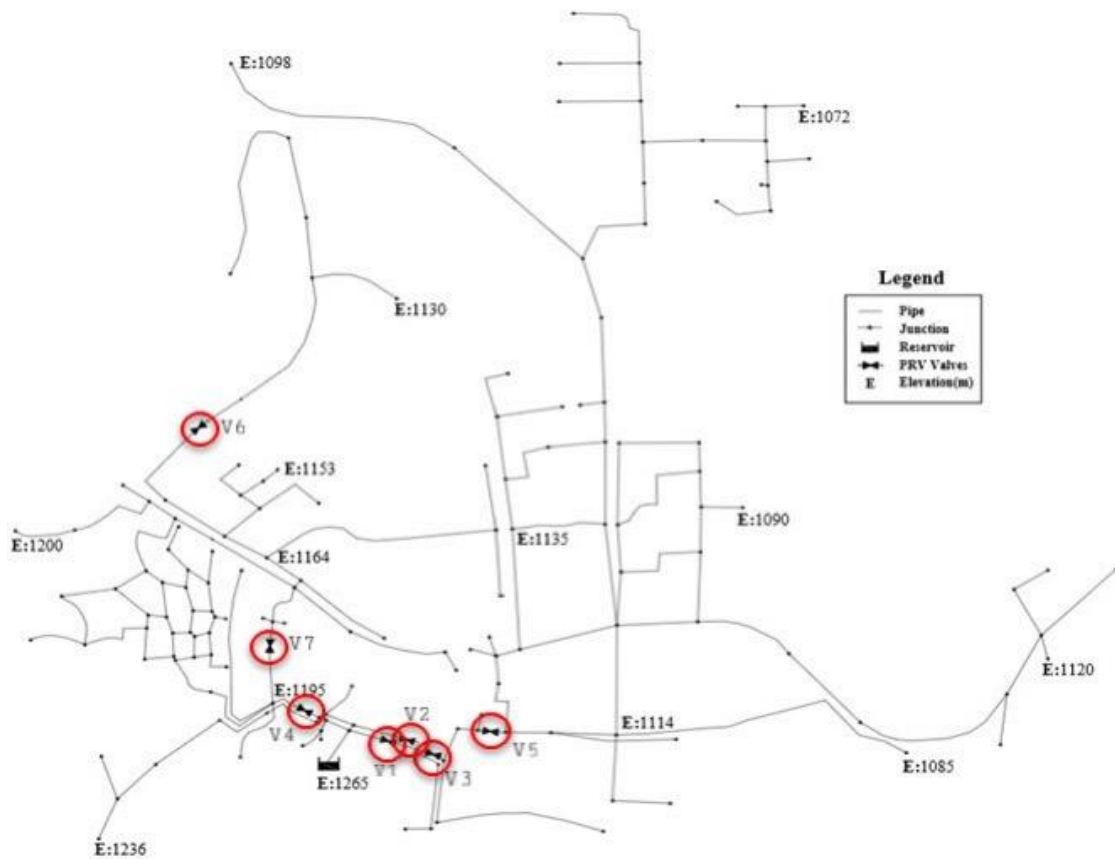 E:1098
E:1072
Legend
Pipe
Junction
Reservoir
PRV Valves
E Elevation(m)
E:1130
V6
E:1153
E:1090
E:1200
E:1135
E:1164
V7
E:1120
E:1195
V4
V2
V5
E:1114
V1
V3
E:1265
E:1085
E:1236